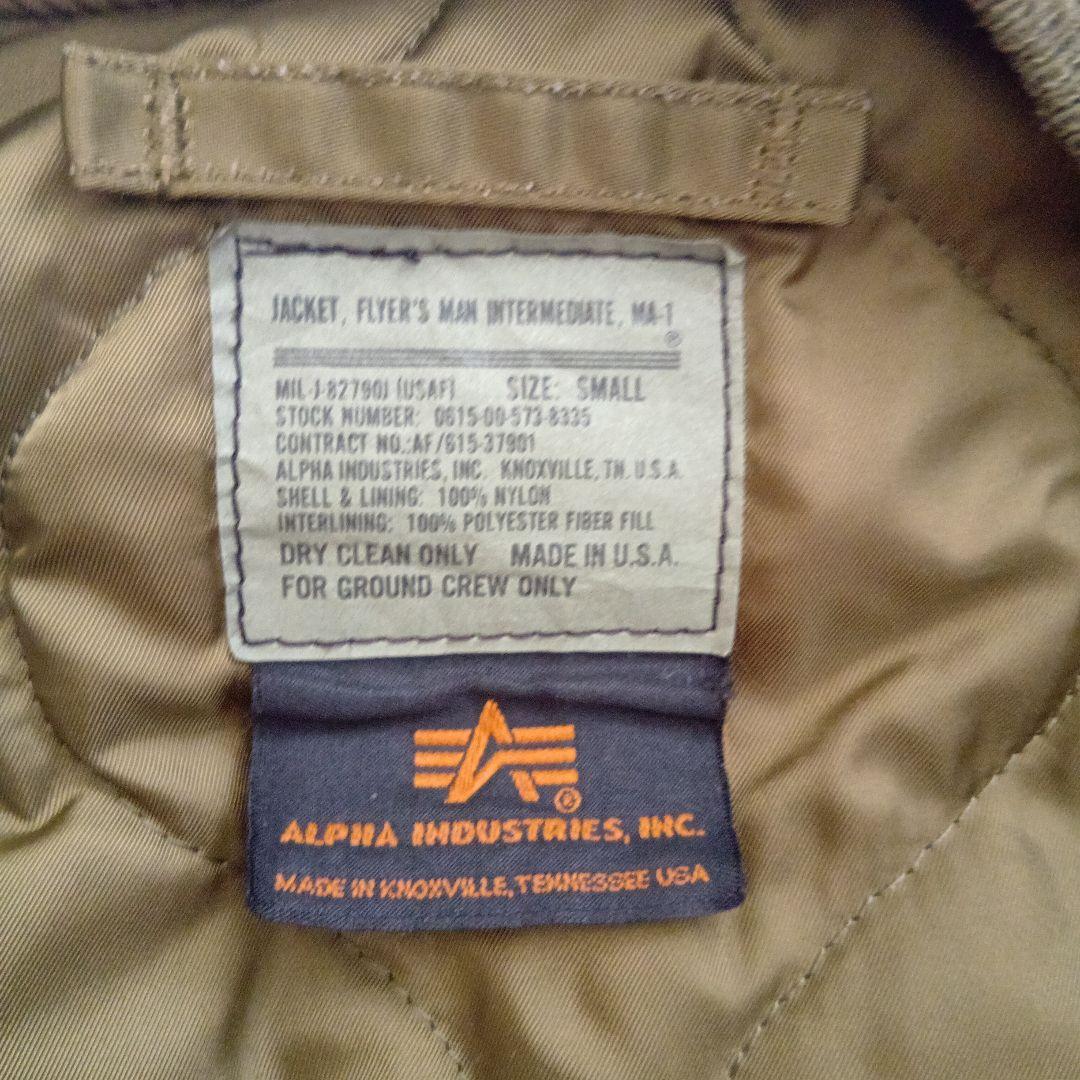 JACKET, FLYER'S MAN INTERMEDIATE, MA-1
®
MIL-J-82790J (USAF) SIZE: SMALL
STOCK NUMBER: 0615-00-573-8335
CONTRACT NO.:AF/615-37901
ALPHA INDUSTRIES, INC. KNOXVILLE, TN. U.S.A.
SHELL & LINING: 100% NYLON
INTERLINING: 100% POLYESTER FIBER FILL
DRY CLEAN ONLY MADE IN U.S.A.
FOR GROUND CREW ONLY
®
ALPHA INDUSTRIES, INC.
MADE IN KNOXVILLE, TENNESSEE USA